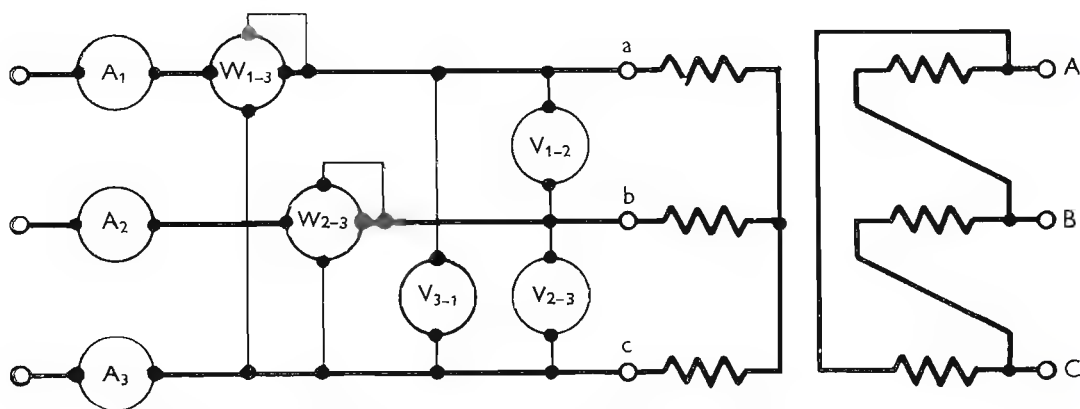 A₁ W₁₋₃ a A
V₁₋₂
A₂ W₂₋₃ b B
V₃₋₁ V₂₋₃
A₃ c C